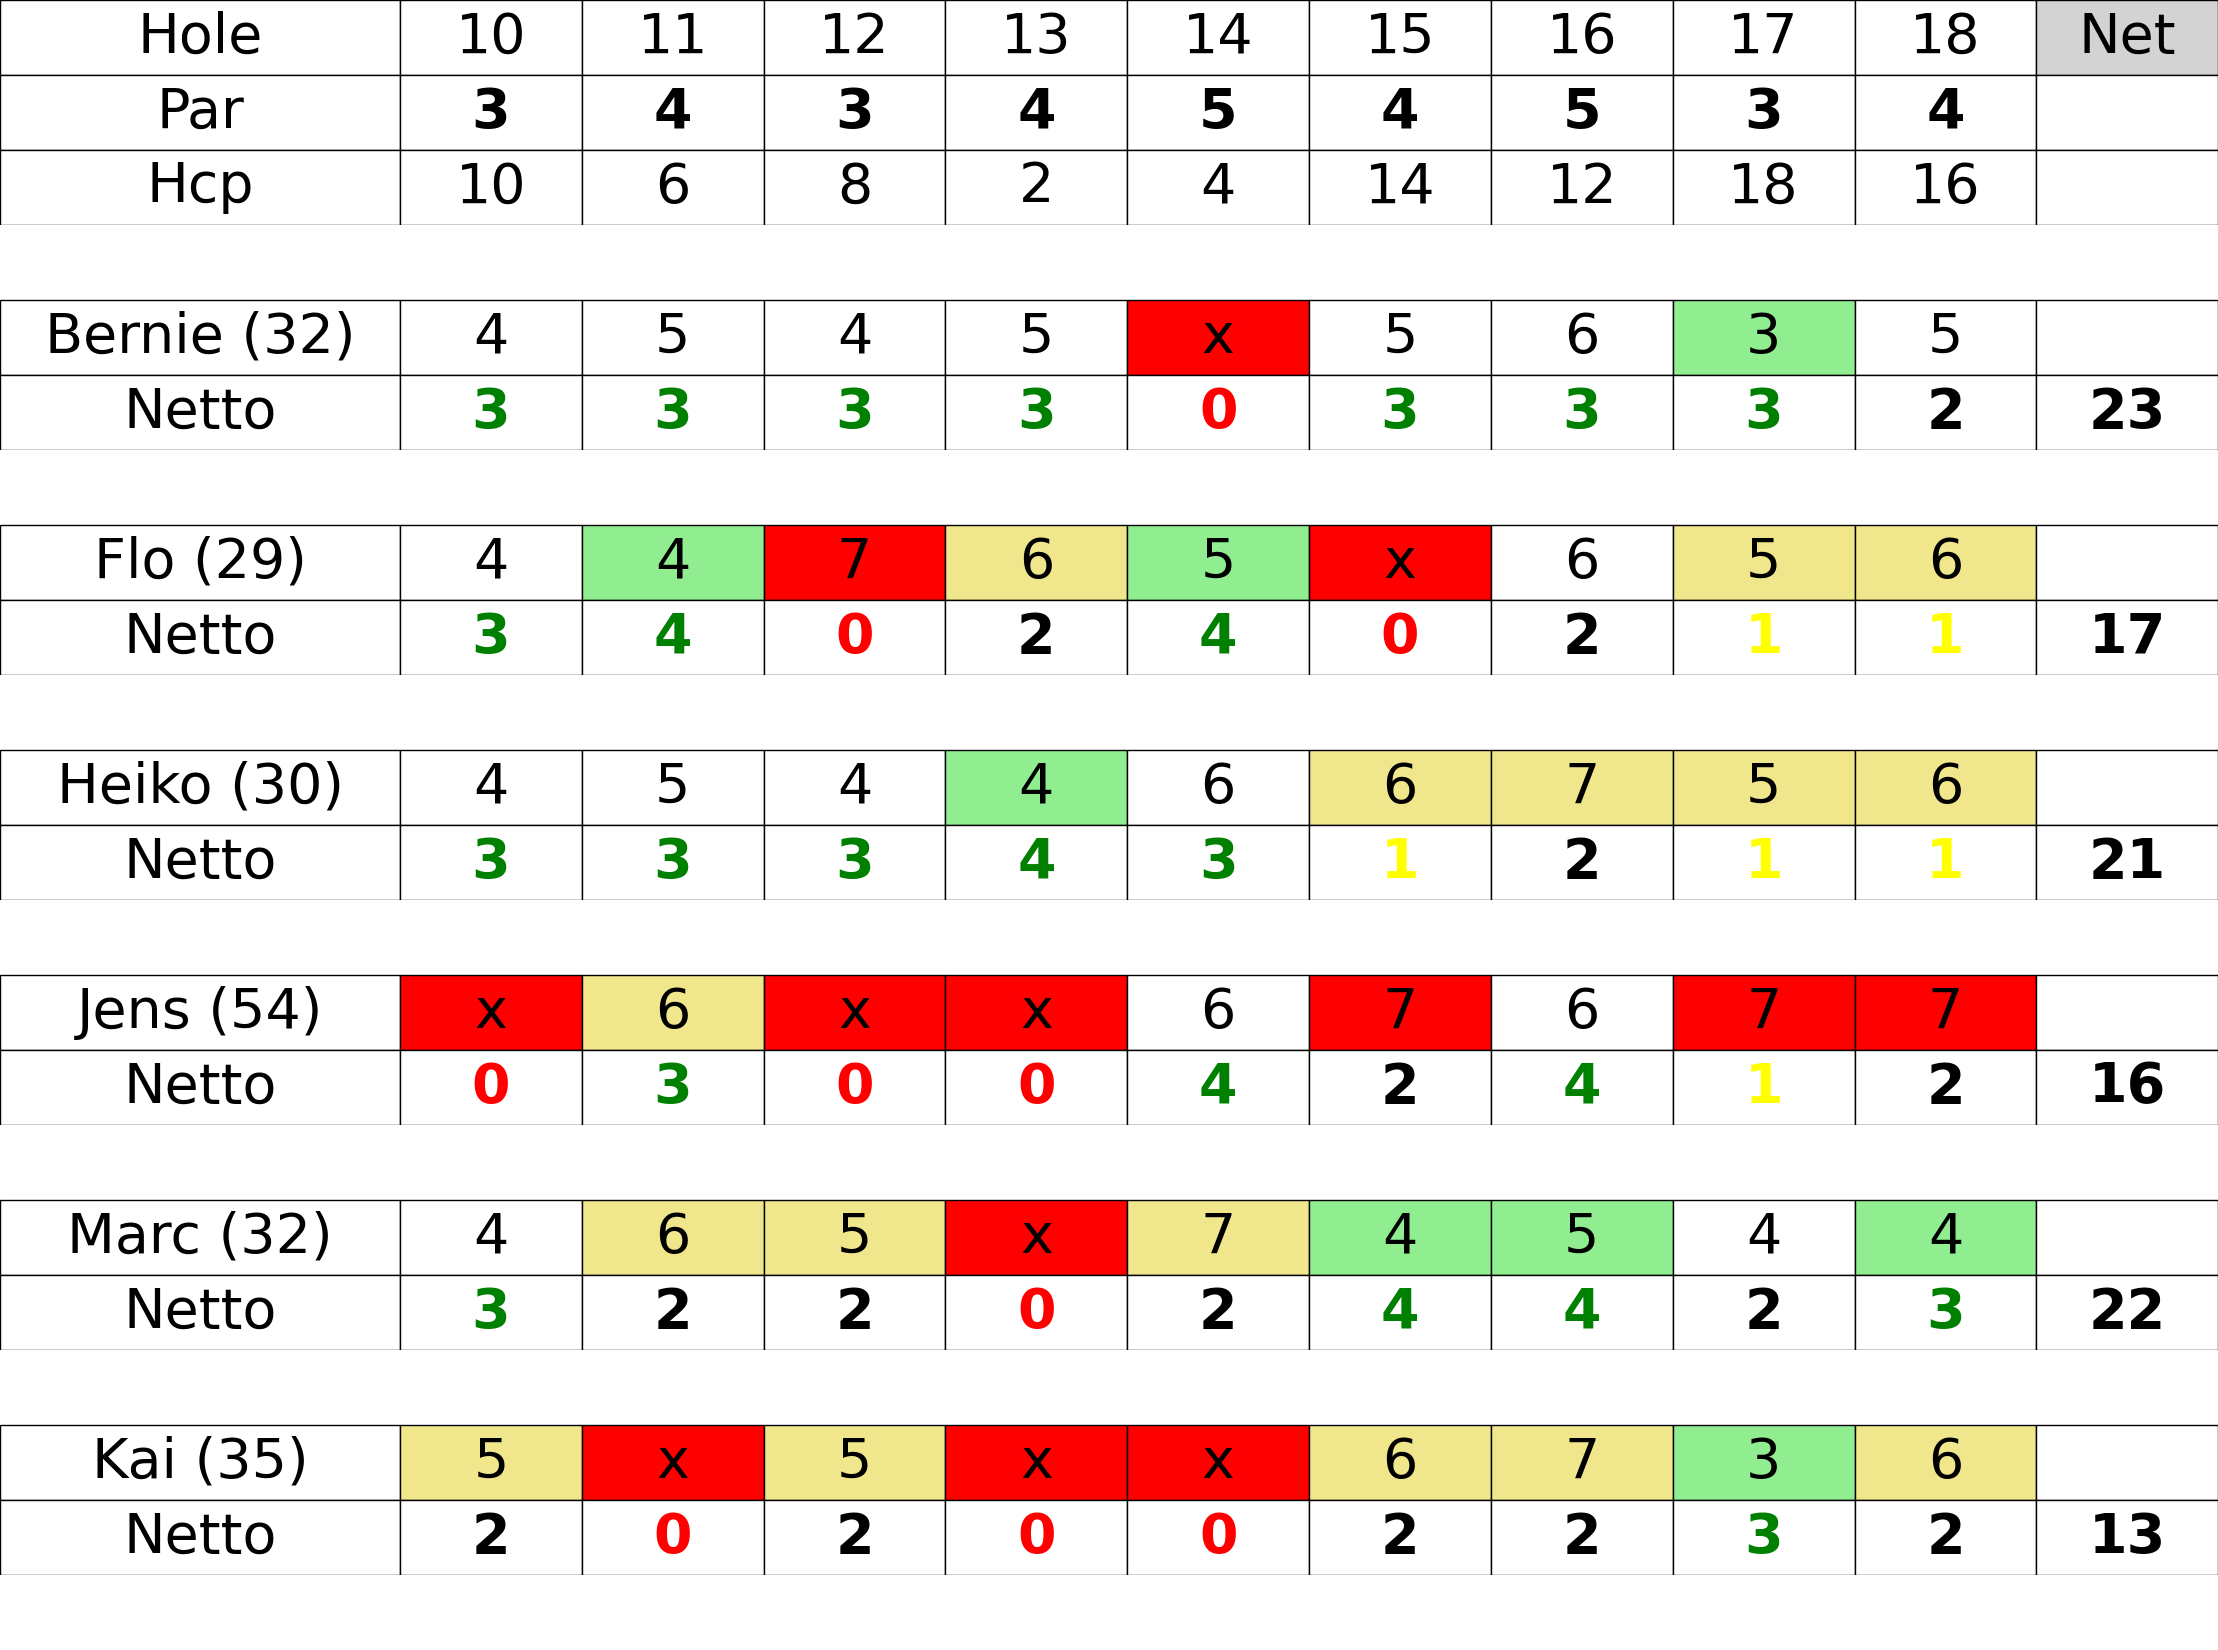 Hole 10 11 12 13 14 15 16 17 18 Net
Par 3 4 3 4 5 4 5 3 4
Hcp 10 6 8 2 4 14 12 18 16
Bernie (32) 4 5 4 5 x 5 6 3 5
Netto 3 3 3 3 0 3 3 3 2 23
Flo (29) 4 4 7 6 5 x 6 5 6
Netto 3 4 0 2 4 0 2 1 1 17
Heiko (30) 4 5 4 4 6 6 7 5 6
Netto 3 3 3 4 3 1 2 1 1 21
Jens (54) x 6 x x 6 7 6 7 7
Netto 0 3 0 0 4 2 4 1 2 16
Marc (32) 4 6 5 x 7 4 5 4 4
Netto 3 2 2 0 2 4 4 2 3 22
Kai (35) 5 x 5 x x 6 7 3 6
Netto 2 0 2 0 0 2 2 3 2 13